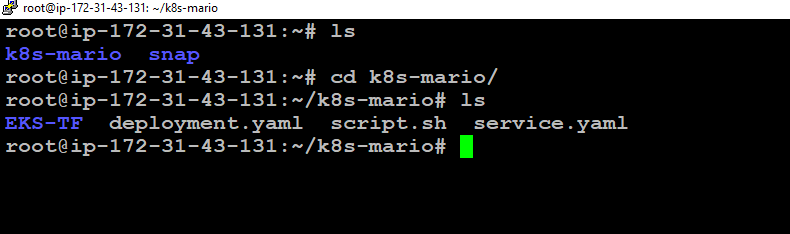 root@ip-172-31-43-131: ~/k8s-mario
root@ip-172-31-43-131:~# ls
k8s-mario  snap
root@ip-172-31-43-131:~# cd k8s-mario/
root@ip-172-31-43-131:~/k8s-mario# ls
EKS-TF  deployment.yaml  script.sh  service.yaml
root@ip-172-31-43-131:~/k8s-mario#